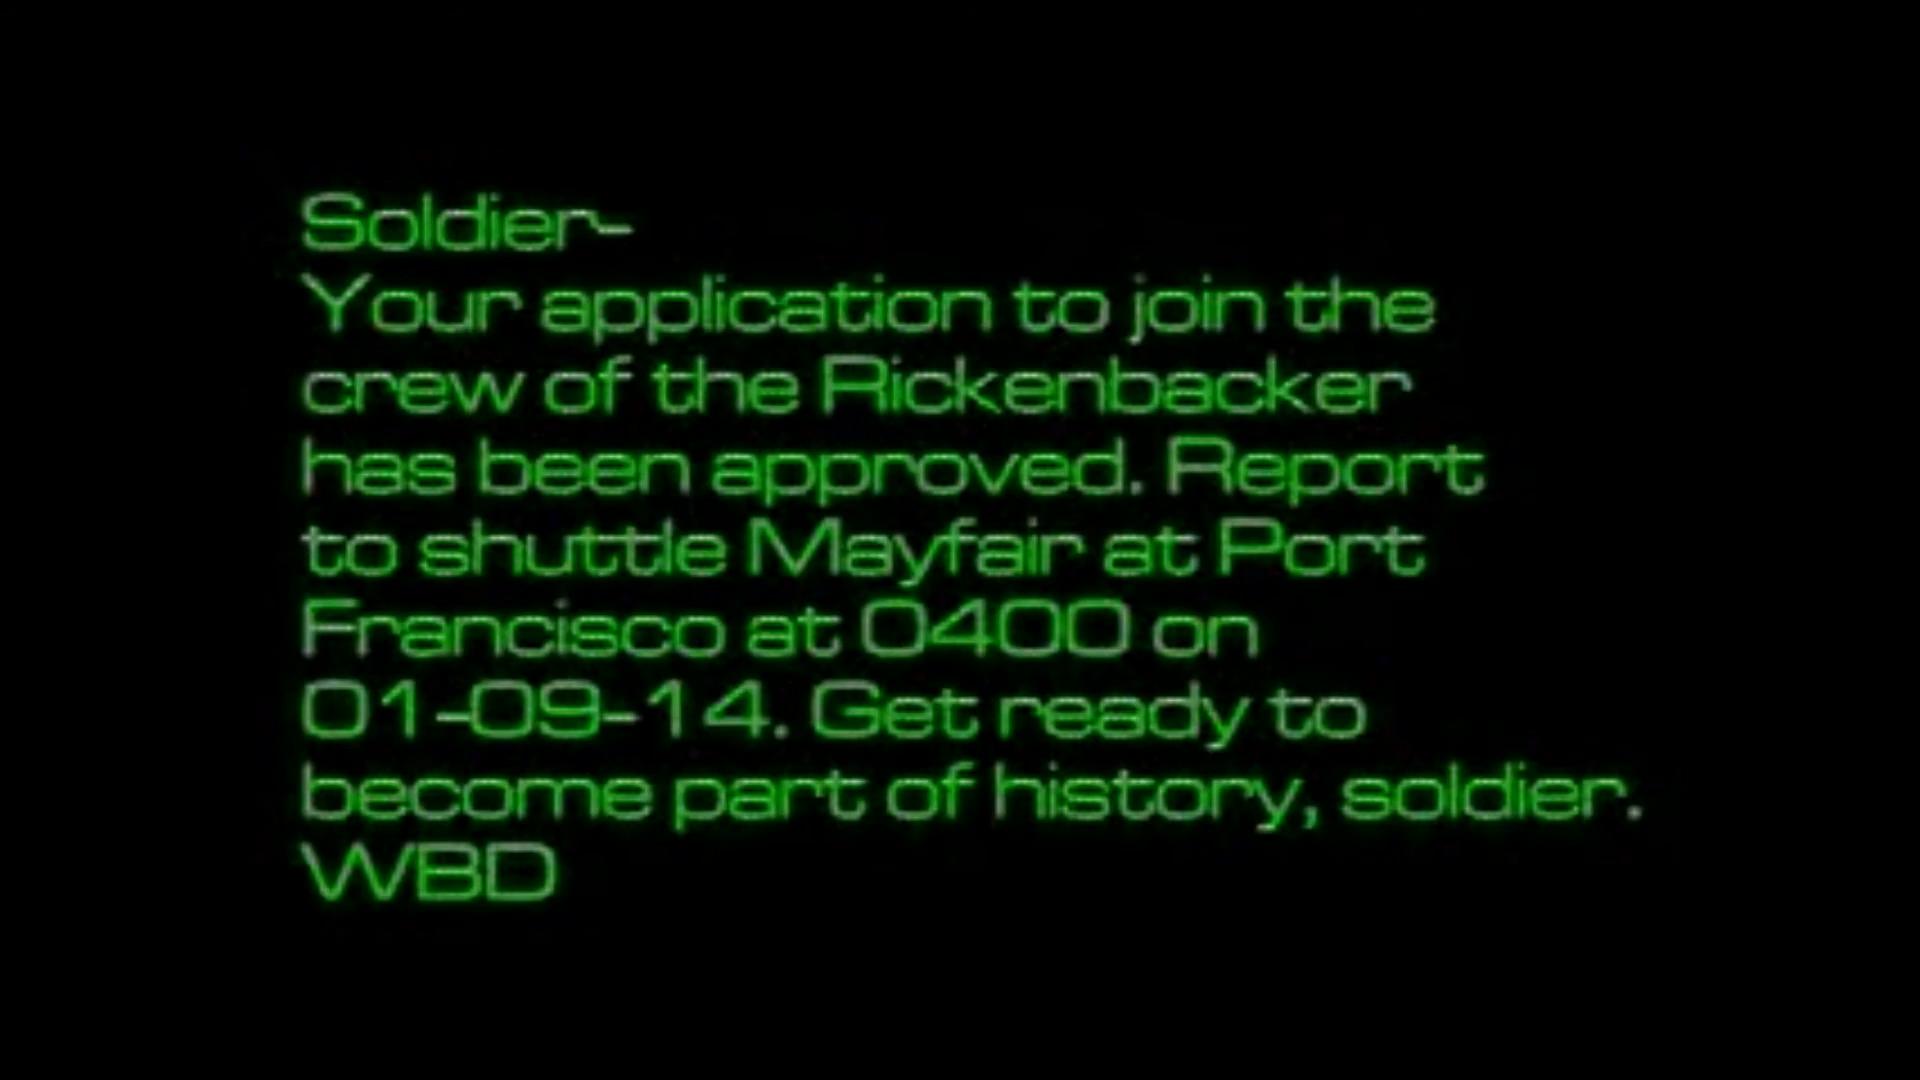 Soldier-
Your application to join the
crew of the Rickenbacker
has been approved. Report
to shuttle Mayfair at Port
Francisco at 0400 on
01-09-14. Get ready to
become part of history, soldier.
WBD